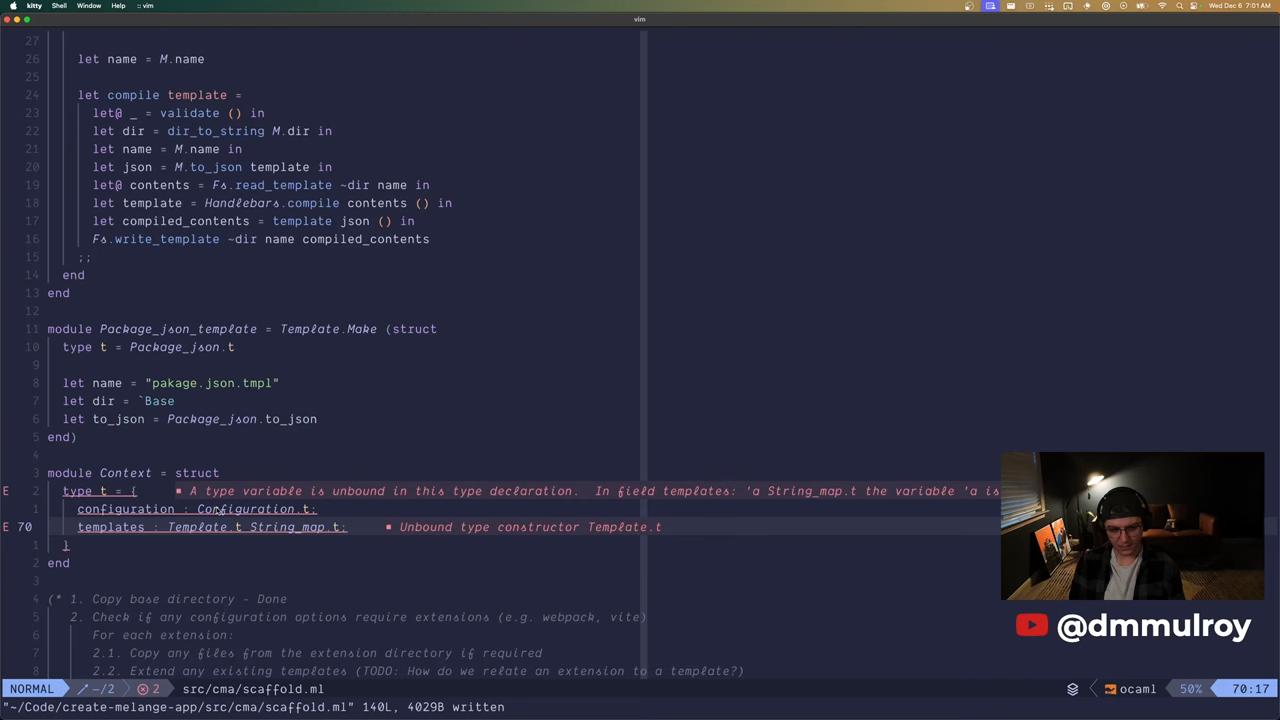 kitty Shell Window Help :: vim Wed Dec 6 7:01 AM
vim
27
26 let name = M.name
25
24 let compile template =
23 let@ _ = validate () in
22 let dir = dir_to_string M.dir in
21 let name = M.name in
20 let json = M.to_json template in
19 let@ contents = Fs.read_template ~dir name in
18 let template = Handlebars.compile contents () in
17 let compiled_contents = template json () in
16 Fs.write_template ~dir name compiled_contents
15 ;;
14 end
13 end
12
11 module Package_json_template = Template.Make (struct
10 type t = Package_json.t
9
8 let name = "pakage.json.tmpl"
7 let dir = `Base
6 let to_json = Package_json.to_json
5 end)
4
3 module Context = struct
E 2 type t = { ▪ A type variable is unbound in this type declaration. In field templates: 'a String_map.t the variable 'a is
1 configuration : Configuration.t;
E 70 templates : Template.t String_map.t; ▪ Unbound type constructor Template.t
1 }
2 end
3
4 (* 1. Copy base directory - Done
5 2. Check if any configuration options require extensions (e.g. webpack, vite)
6 For each extension:
7 2.1. Copy any files from the extension directory if required
8 2.2. Extend any existing templates (TODO: How do we relate an extension to a template?)
@dmmulroy
NORMAL ~/2 2 src/cma/scaffold.ml ocaml 50% 70:17
"~/Code/create-melange-app/src/cma/scaffold.ml" 140L, 4029B written